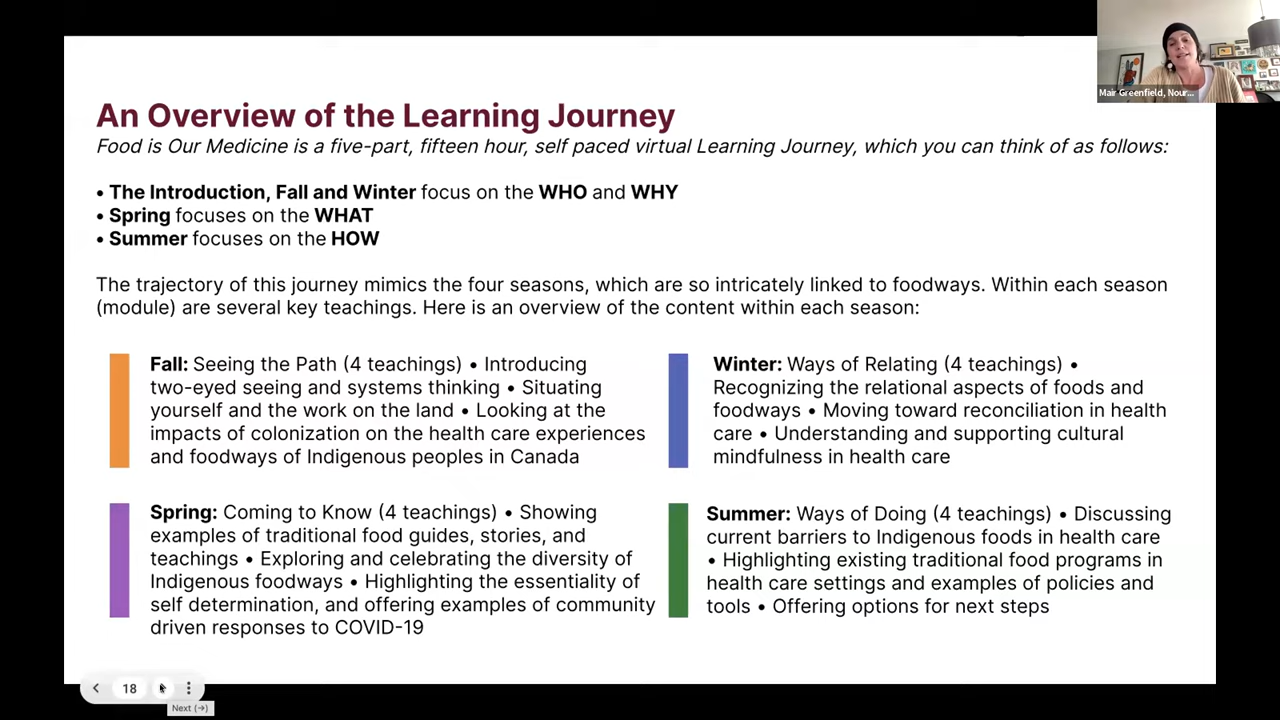 Mair Greenfield, Nour...
An Overview of the Learning Journey
Food is Our Medicine is a five-part, fifteen hour, self paced virtual Learning Journey, which you can think of as follows:
• The Introduction, Fall and Winter focus on the WHO and WHY
• Spring focuses on the WHAT
• Summer focuses on the HOW
The trajectory of this journey mimics the four seasons, which are so intricately linked to foodways. Within each season
(module) are several key teachings. Here is an overview of the content within each season:
Fall: Seeing the Path (4 teachings) • Introducing
two-eyed seeing and systems thinking • Situating
yourself and the work on the land • Looking at the
impacts of colonization on the health care experiences
and foodways of Indigenous peoples in Canada
Winter: Ways of Relating (4 teachings) •
Recognizing the relational aspects of foods and
foodways • Moving toward reconciliation in health
care • Understanding and supporting cultural
mindfulness in health care
Spring: Coming to Know (4 teachings) • Showing
examples of traditional food guides, stories, and
teachings • Exploring and celebrating the diversity of
Indigenous foodways • Highlighting the essentiality of
self determination, and offering examples of community
driven responses to COVID-19
Summer: Ways of Doing (4 teachings) • Discussing
current barriers to Indigenous foods in health care
• Highlighting existing traditional food programs in
health care settings and examples of policies and
tools • Offering options for next steps
18
Next (→)